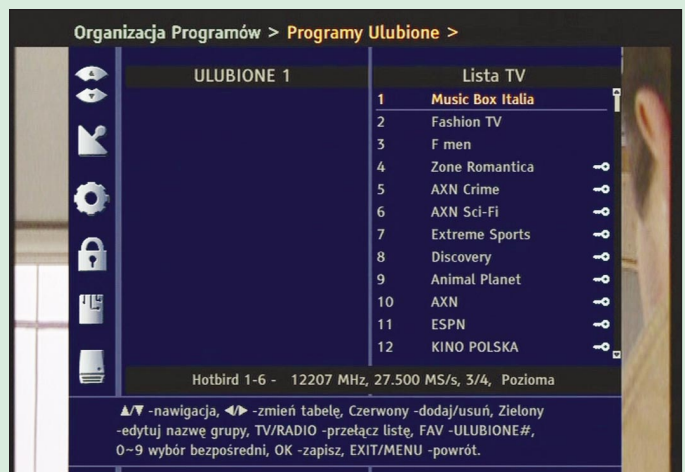 Organizacja Programów > Programy Ulubione >
ULUBIONE 1
Lista TV
1 Music Box Italia
2 Fashion TV
3 F men
4 Zone Romantica
5 AXN Crime
6 AXN Sci-Fi
7 Extreme Sports
8 Discovery
9 Animal Planet
10 AXN
11 ESPN
12 KINO POLSKA
Hotbird 1-6 - 12207 MHz, 27.500 MS/s, 3/4, Pozioma
▲/▼ -nawigacja, ◀/▶ -zmień tabelę, Czerwony -dodaj/usuń, Zielony
-edytuj nazwę grupy, TV/RADIO -przełącz listę, FAV -ULUBIONE#,
0~9 wybór bezpośredni, OK -zapisz, EXIT/MENU -powrót.